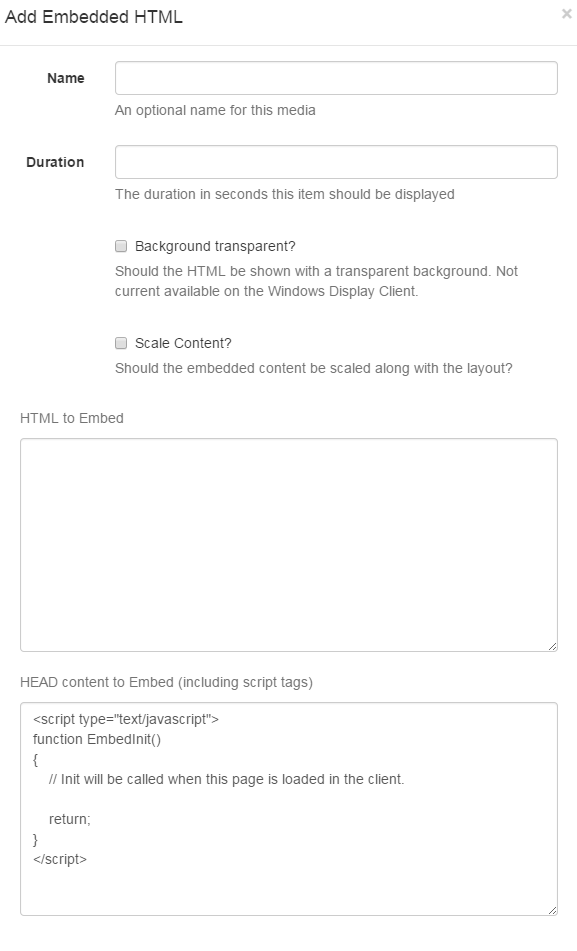 Add Embedded HTML ×
Name
An optional name for this media
Duration
The duration in seconds this item should be displayed
Background transparent?
Should the HTML be shown with a transparent background. Not
current available on the Windows Display Client.
Scale Content?
Should the embedded content be scaled along with the layout?
HTML to Embed
HEAD content to Embed (including script tags)
<script type="text/javascript">
function EmbedInit()
{
    // Init will be called when this page is loaded in the client.
    return;
}
</script>